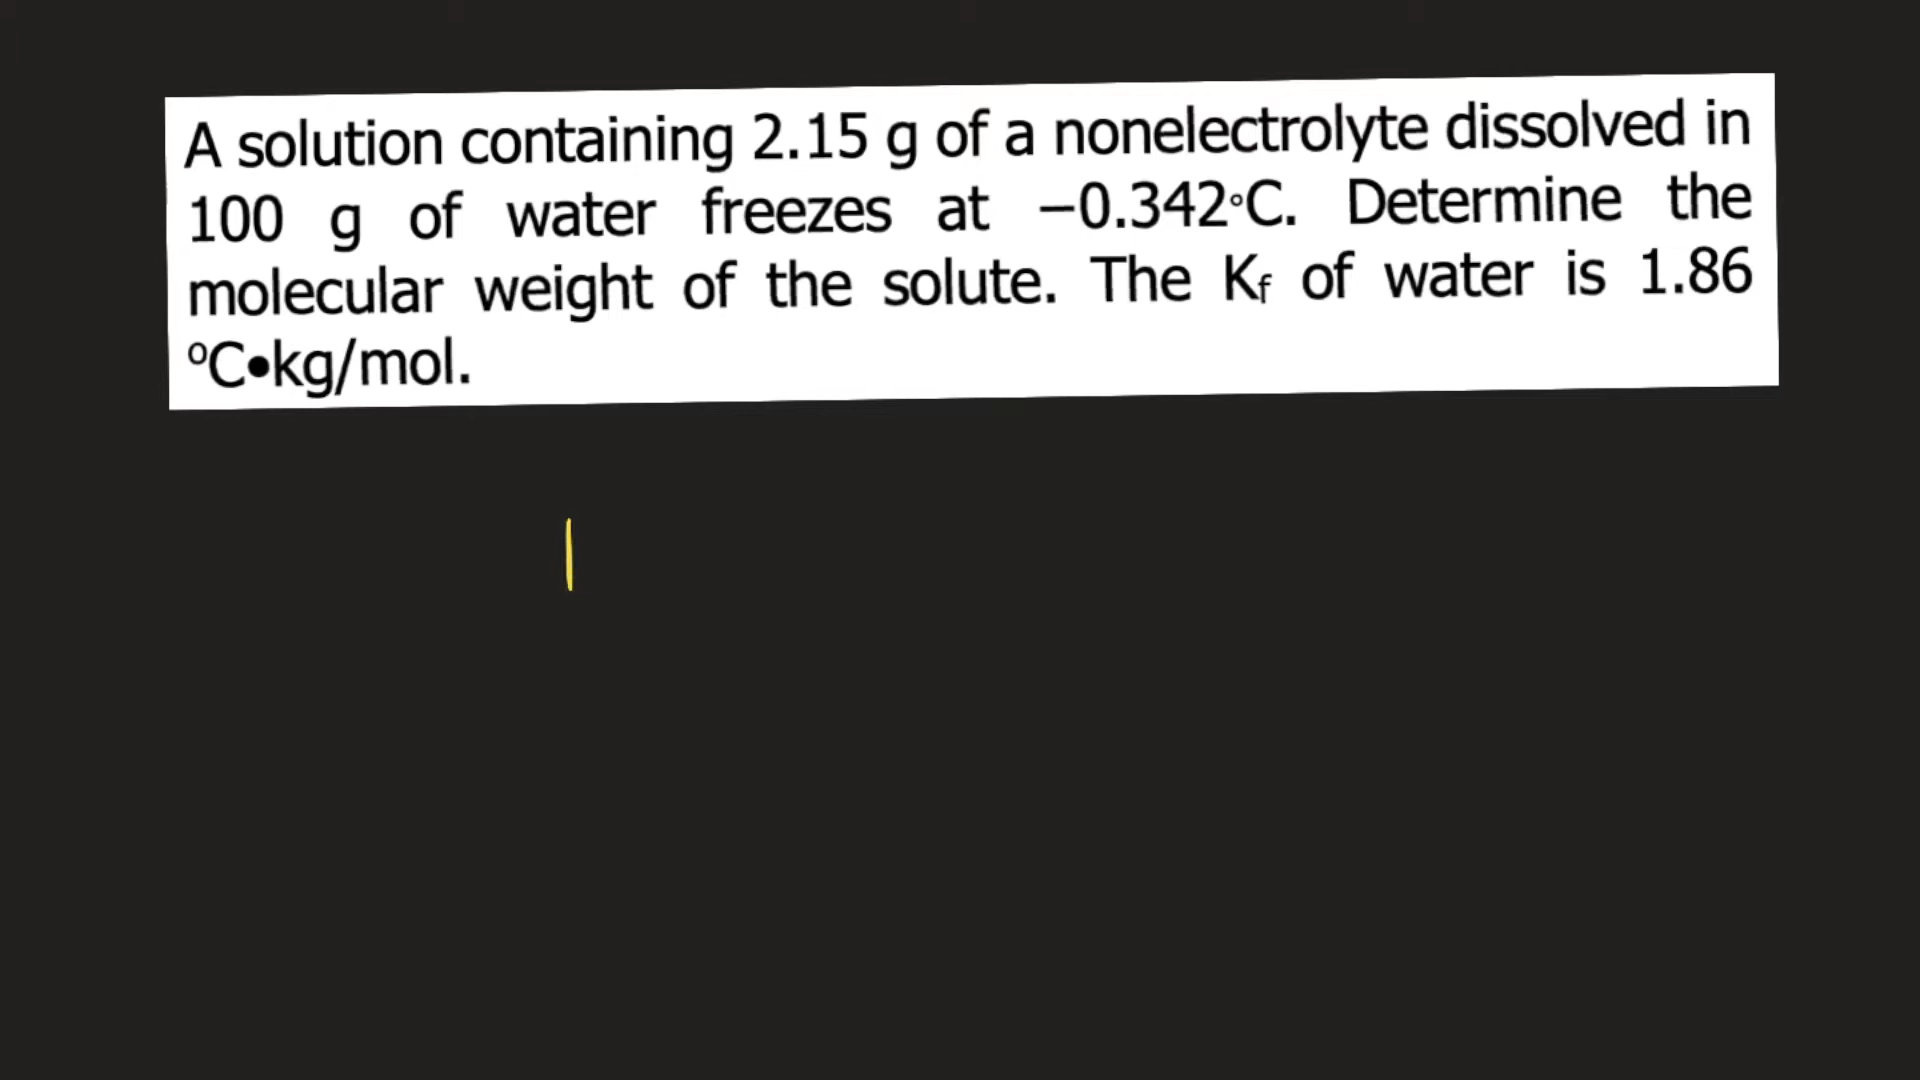 A solution containing 2.15 g of a nonelectrolyte dissolved in
100 g of water freezes at −0.342◦C. Determine the
molecular weight of the solute. The Kf of water is 1.86
ºC•kg/mol.